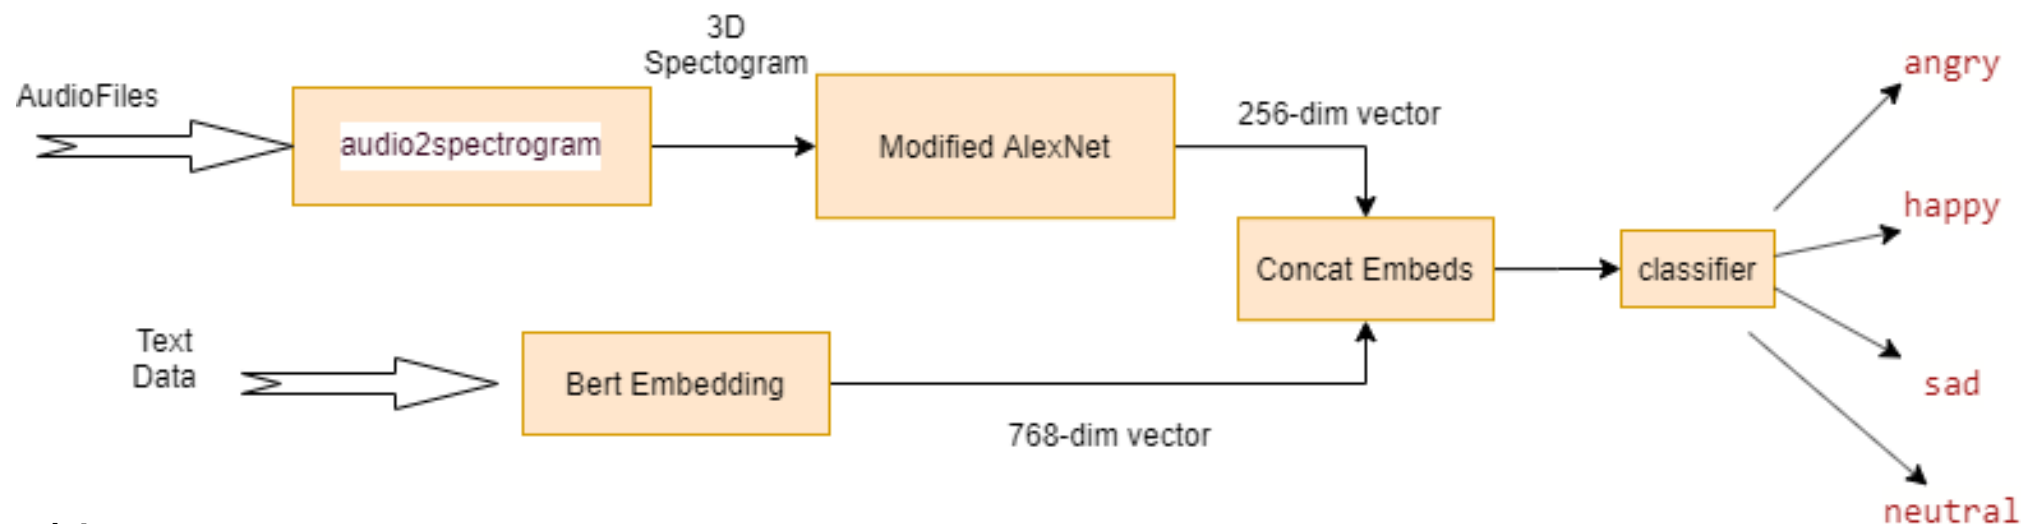 AudioFiles
audio2spectrogram
3D
Spectogram
Modified AlexNet
256-dim vector
Text
Data
Bert Embedding
768-dim vector
Concat Embeds
classifier
angry
happy
sad
neutral